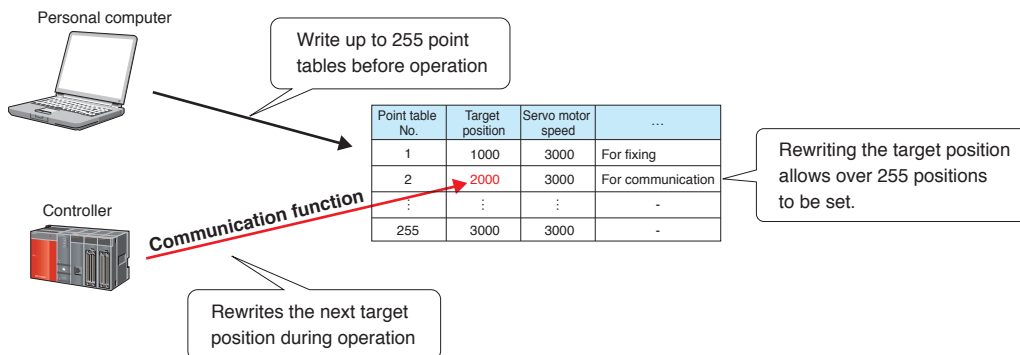 Personal computer
Write up to 255 point
tables before operation
Point table
No.
Target
position
Servo motor
speed
…
1 1000 3000 For fixing
2 2000 3000 For communication
⋮ ⋮ ⋮ -
255 3000 3000 -
Rewriting the target position
allows over 255 positions
to be set.
Controller
Communication function
Rewrites the next target
position during operation